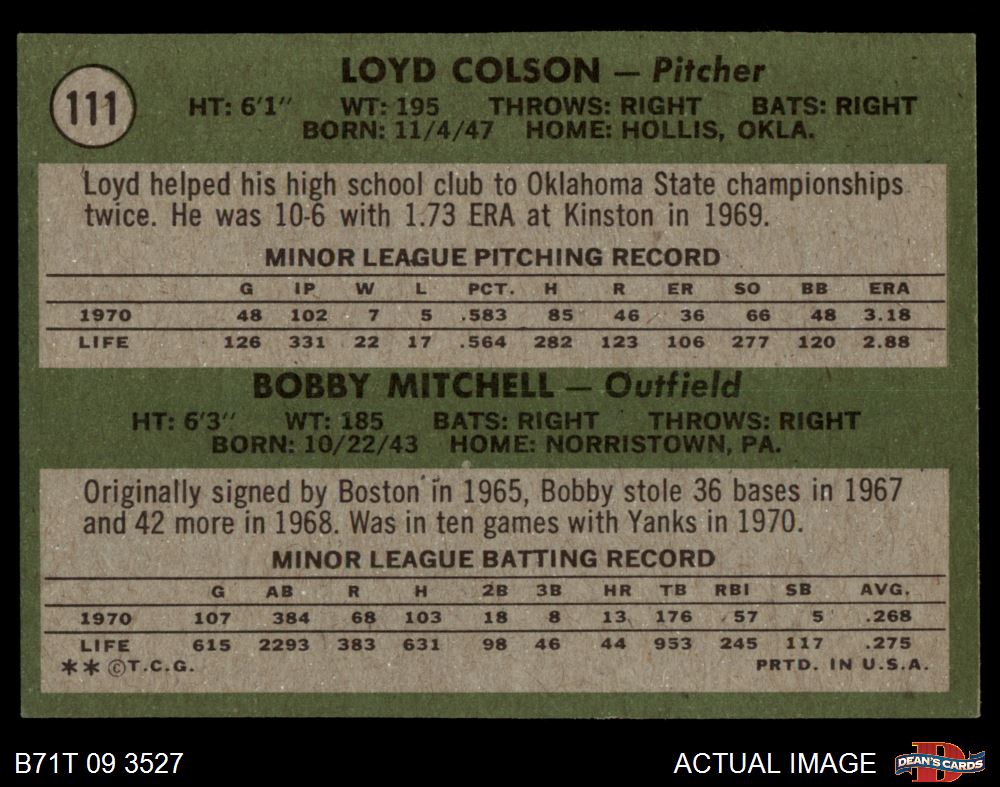 111
LOYD COLSON — Pitcher
HT: 6'1" WT: 195 THROWS: RIGHT BATS: RIGHT
BORN: 11/4/47 HOME: HOLLIS, OKLA.
Loyd helped his high school club to Oklahoma State championships
twice. He was 10-6 with 1.73 ERA at Kinston in 1969.
MINOR LEAGUE PITCHING RECORD
G IP W L PCT. H R ER SO BB ERA
1970 48 102 7 5 .583 85 46 36 66 48 3.18
LIFE 126 331 22 17 .564 282 123 106 277 120 2.88
BOBBY MITCHELL — Outfield
HT: 6'3" WT: 185 BATS: RIGHT THROWS: RIGHT
BORN: 10/22/43 HOME: NORRISTOWN, PA.
Originally signed by Boston in 1965, Bobby stole 36 bases in 1967
and 42 more in 1968. Was in ten games with Yanks in 1970.
MINOR LEAGUE BATTING RECORD
G AB R H 2B 3B HR TB RBI SB AVG.
1970 107 384 68 103 18 8 13 176 57 5 .268
LIFE 615 2293 383 631 98 46 44 953 245 117 .275
** ©T.C.G. PRTD. IN U.S.A.
B71T 09 3527 ACTUAL IMAGE DEAN'S CARDS